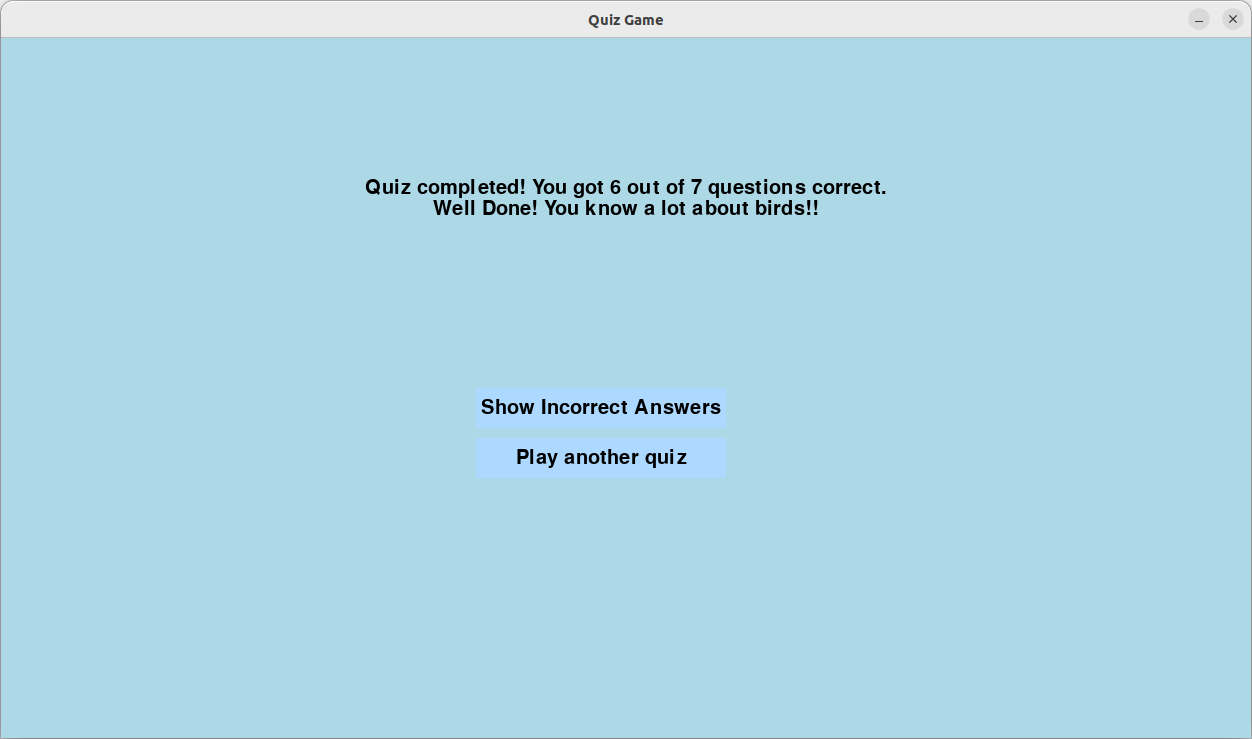 Quiz Game
Quiz completed! You got 6 out of 7 questions correct.
Well Done! You know a lot about birds!!
Show Incorrect Answers
Play another quiz